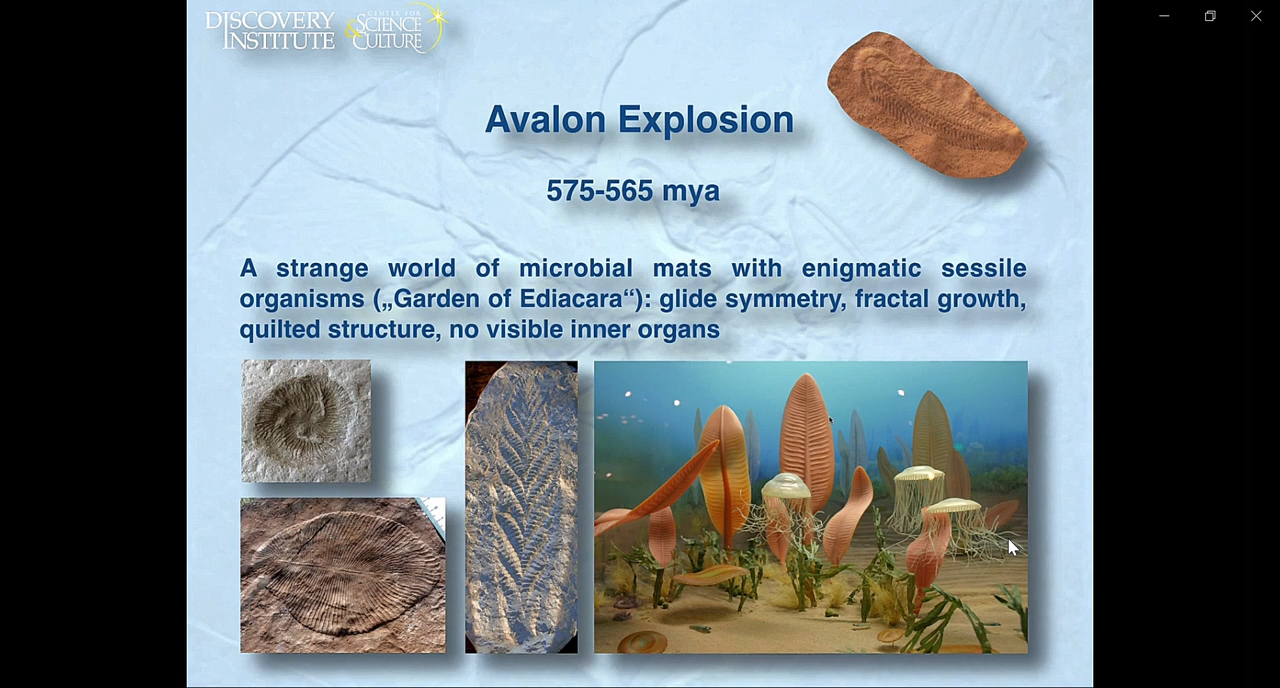 DISCOVERY
INSTITUTE
CENTER FOR
SCIENCE
& CULTURE
Avalon Explosion
575-565 mya
A strange world of microbial mats with enigmatic sessile
organisms („Garden of Ediacara“): glide symmetry, fractal growth,
quilted structure, no visible inner organs